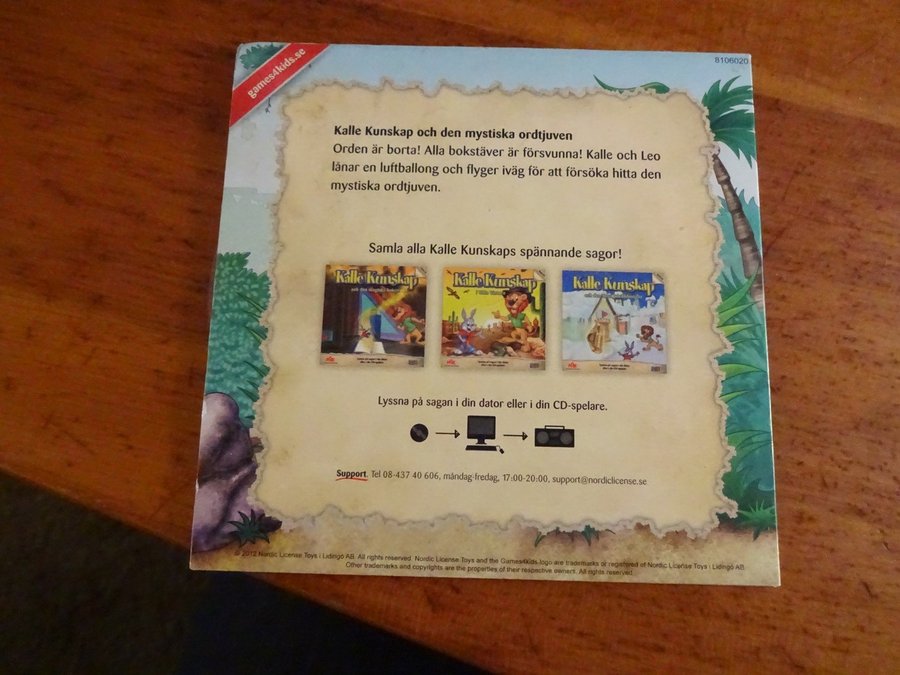 games4kids.se
8106020
Kalle Kunskap och den mystiska ordtjuven
Orden är borta! Alla bokstäver är försvunna! Kalle och Leo
lånar en luftballong och flyger iväg för att försöka hitta den
mystiska ordtjuven.
Samla alla Kalle Kunskaps spännande sagor!
Kalle Kunskap
Kalle Kunskap
Kalle Kunskap
Lyssna på sagan i din dator eller i din CD-spelare.
Support. Tel 08-437 40 606, måndag-fredag, 17:00-20:00, support@nordiclicense.se
© 2012 Nordic License Toys i Lidingö AB. All rights reserved. Nordic License Toys and the Games4kids logo are trademarks or registered of Nordic License Toys i Lidingö AB.
Other trademarks and copyrights are the properties of their respective owners. All rights reserved.